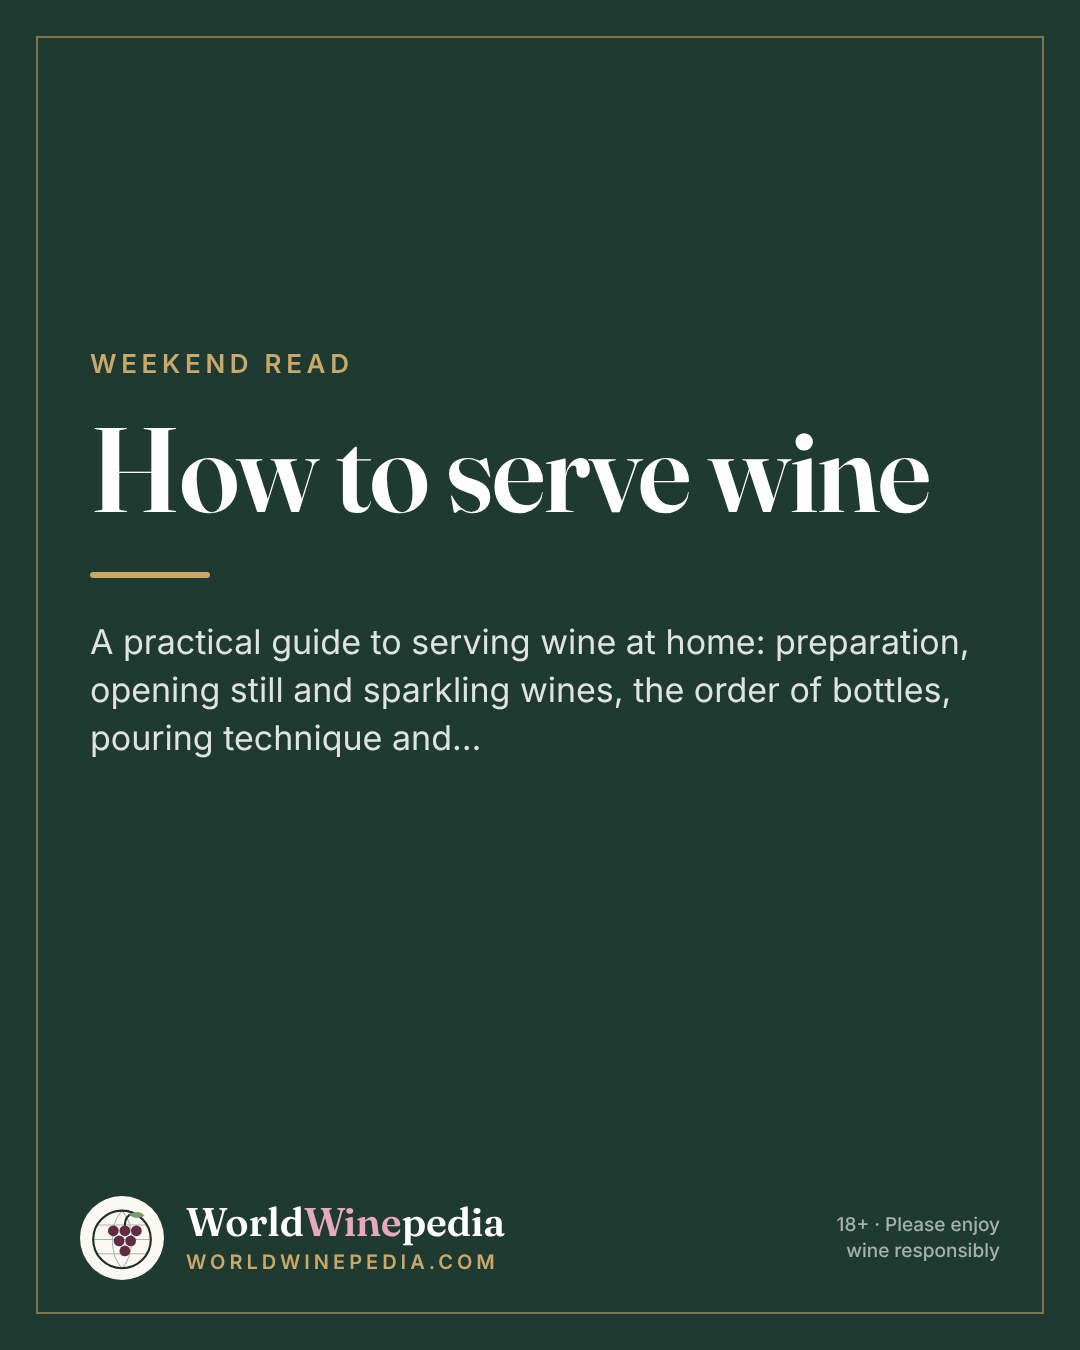 WEEKEND READ
How to serve wine
A practical guide to serving wine at home: preparation,
opening still and sparkling wines, the order of bottles,
pouring technique and...
WorldWinepedia
WORLDWINEPEDIA.COM
18+ · Please enjoy
wine responsibly